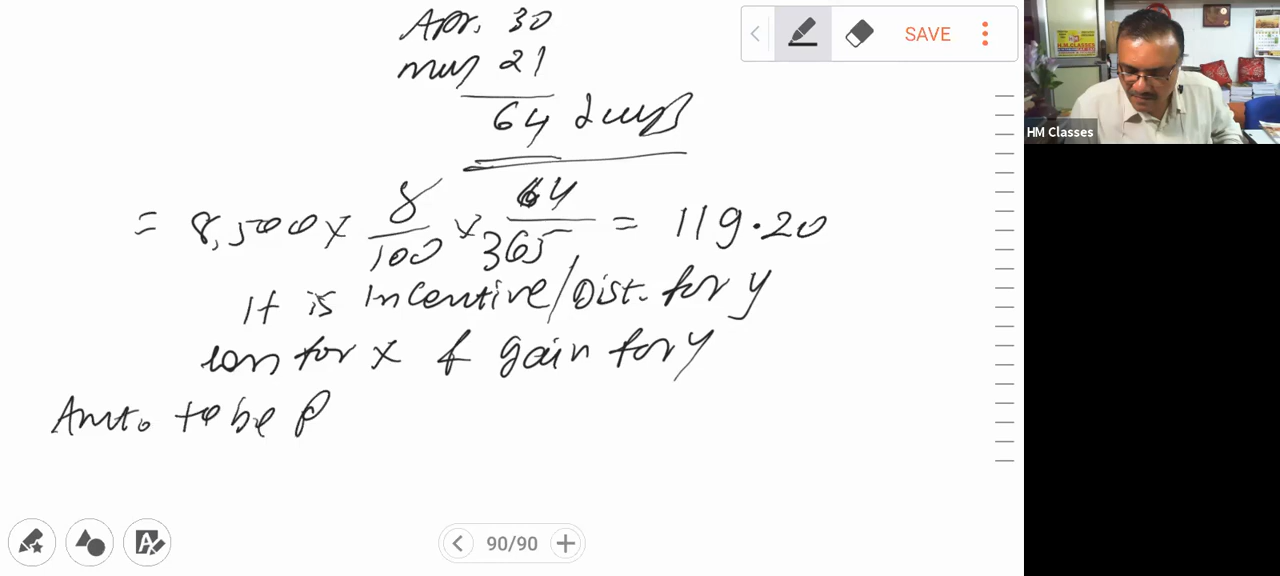 Apr. 30
may 21
64 days
= 8,500 x 8/100 x 64/365 = 119.20
It is Incentive/Dist. for y
loss for x & gain for y
Amt. to be P
SAVE
90/90
HM Classes
H.M.CLASSES